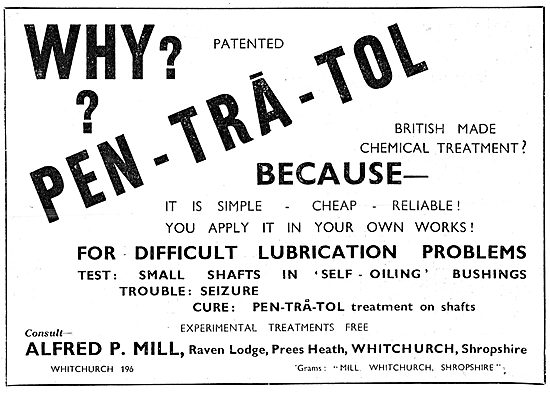 WHY? PATENTED
?
PEN-TRĀ-TOL
BRITISH MADE
CHEMICAL TREATMENT?
BECAUSE—
IT IS SIMPLE - CHEAP - RELIABLE!
YOU APPLY IT IN YOUR OWN WORKS!
FOR DIFFICULT LUBRICATION PROBLEMS
TEST: SMALL SHAFTS IN 'SELF-OILING' BUSHINGS
TROUBLE: SEIZURE
CURE: PEN-TRÅ-TOL treatment on shafts
EXPERIMENTAL TREATMENTS FREE
Consult—
ALFRED P. MILL, Raven Lodge, Prees Heath, WHITCHURCH, Shropshire
WHITCHURCH 196 'Grams: "MILL, WHITCHURCH, SHROPSHIRE"